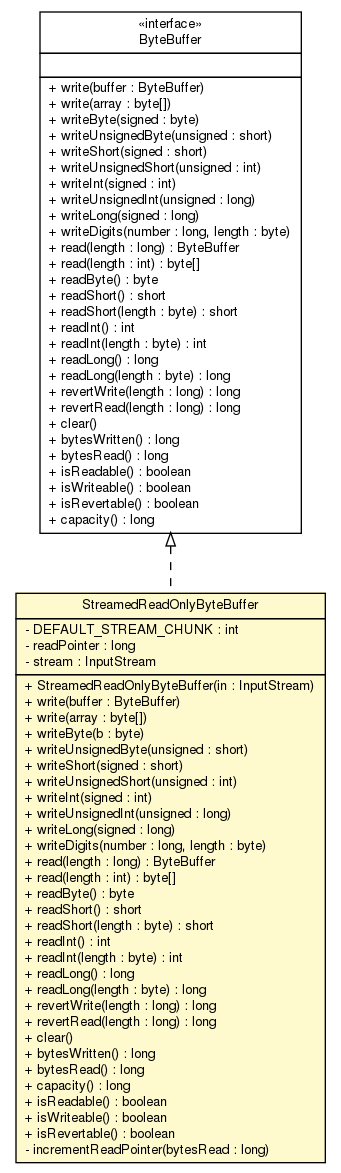 «interface»
ByteBuffer
+ write(buffer : ByteBuffer)
+ write(array : byte[])
+ writeByte(signed : byte)
+ writeUnsignedByte(unsigned : short)
+ writeShort(signed : short)
+ writeUnsignedShort(unsigned : int)
+ writeInt(signed : int)
+ writeUnsignedInt(unsigned : long)
+ writeLong(signed : long)
+ writeDigits(number : long, length : byte)
+ read(length : long) : ByteBuffer
+ read(length : int) : byte[]
+ readByte() : byte
+ readShort() : short
+ readShort(length : byte) : short
+ readInt() : int
+ readInt(length : byte) : int
+ readLong() : long
+ readLong(length : byte) : long
+ revertWrite(length : long) : long
+ revertRead(length : long) : long
+ clear()
+ bytesWritten() : long
+ bytesRead() : long
+ isReadable() : boolean
+ isWriteable() : boolean
+ isRevertable() : boolean
+ capacity() : long
StreamedReadOnlyByteBuffer
- DEFAULT_STREAM_CHUNK : int
- readPointer : long
- stream : InputStream
+ StreamedReadOnlyByteBuffer(in : InputStream)
+ write(buffer : ByteBuffer)
+ write(array : byte[])
+ writeByte(b : byte)
+ writeUnsignedByte(unsigned : short)
+ writeShort(signed : short)
+ writeUnsignedShort(unsigned : int)
+ writeInt(signed : int)
+ writeUnsignedInt(unsigned : long)
+ writeLong(signed : long)
+ writeDigits(number : long, length : byte)
+ read(length : long) : ByteBuffer
+ read(length : int) : byte[]
+ readByte() : byte
+ readShort() : short
+ readShort(length : byte) : short
+ readInt() : int
+ readInt(length : byte) : int
+ readLong() : long
+ readLong(length : byte) : long
+ revertWrite(length : long) : long
+ revertRead(length : long) : long
+ clear()
+ bytesWritten() : long
+ bytesRead() : long
+ capacity() : long
+ isReadable() : boolean
+ isWriteable() : boolean
+ isRevertable() : boolean
- incrementReadPointer(bytesRead : long)